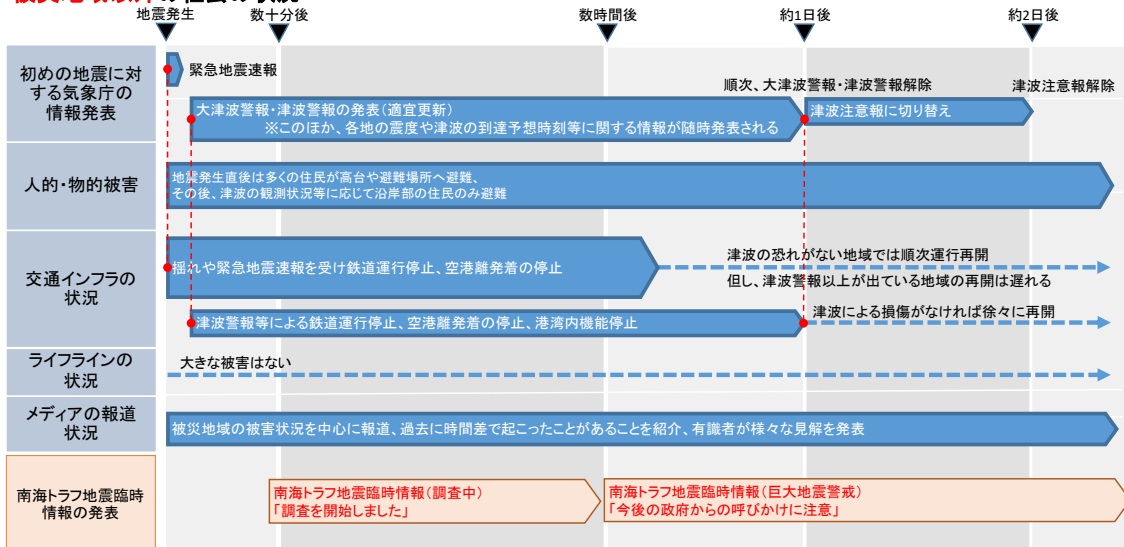 被災地域以外の社会の状況
地震発生
数十分後
数時間後
約1日後
約2日後
初めの地震に対
する気象庁の
情報発表
緊急地震速報
順次、大津波警報・津波警報解除
津波注意報解除
大津波警報・津波警報の発表(適宜更新)
※このほか、各地の震度や津波の到達予想時刻等に関する情報が随時発表される
津波注意報に切り替え
人的・物的被害
地震発生直後は多くの住民が高台や避難場所へ避難、
その後、津波の観測状況等に応じて沿岸部の住民のみ避難
交通インフラの
状況
揺れや緊急地震速報を受け鉄道運行停止、空港離発着の停止
津波の恐れがない地域では順次運行再開
但し、津波警報以上が出ている地域の再開は遅れる
津波警報等による鉄道運行停止、空港離発着の停止、港湾内機能停止
津波による損傷がなければ徐々に再開
ライフラインの
状況
大きな被害はない
メディアの報道
状況
被災地域の被害状況を中心に報道、過去に時間差で起こったことがあることを紹介、有識者が様々な見解を発表
南海トラフ地震臨時
情報の発表
南海トラフ地震臨時情報(調査中)
「調査を開始しました」
南海トラフ地震臨時情報(巨大地震警戒)
「今後の政府からの呼びかけに注意」